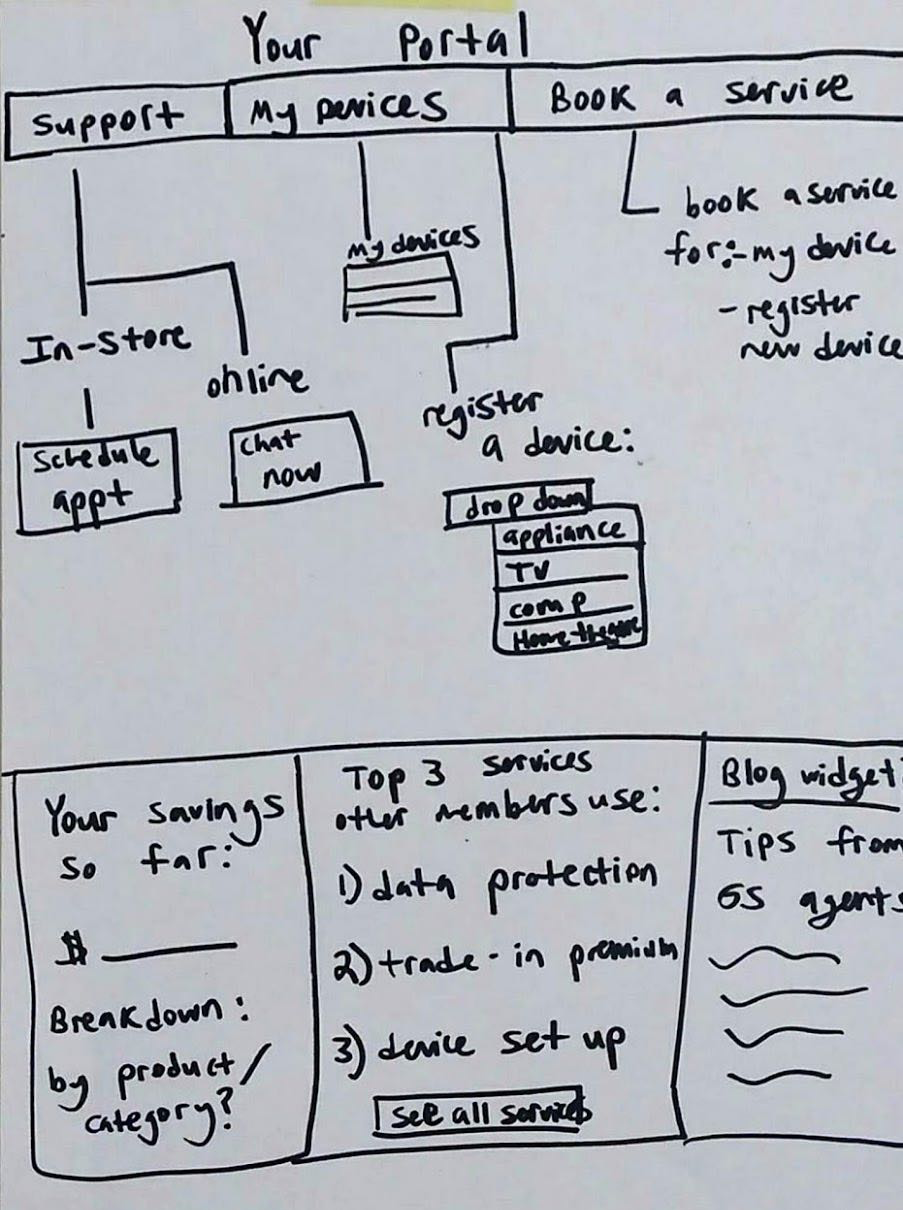 Your Portal
Support
My Devices
Book a service
book a service
for:-my device
- register
new device
my devices
In-store
online
Schedule
appt
Chat
now
register
a device:
drop down
appliance
TV
comp
Your savings
so far:
$
Breakdown:
by product/
category?
Top 3 services
other members use:
1) data protection
2) trade-in premium
3) device set up
see all services
Blog widget:
Tips from
GS agents